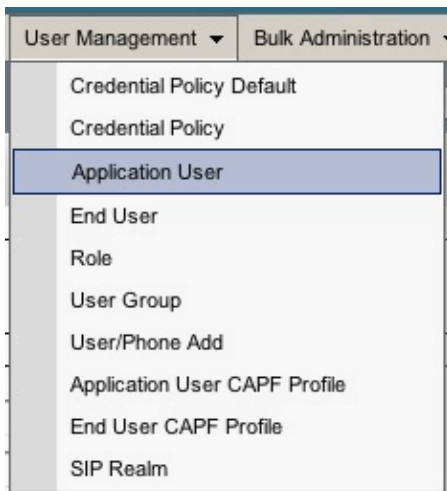 User Management Bulk Administration
Credential Policy Default
Credential Policy
Application User
End User
Role
User Group
User/Phone Add
Application User CAPF Profile
End User CAPF Profile
SIP Realm